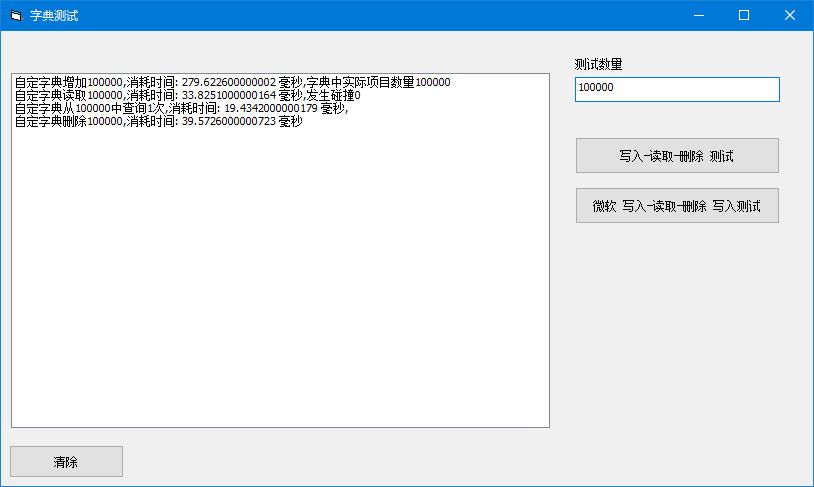 字典测试
自定字典增加100000,消耗时间: 279.622600000002 毫秒,字典中实际项目数量100000
自定字典读取100000,消耗时间: 33.8251000000164 毫秒,发生碰撞0
自定字典从100000中查询1次,消耗时间: 19.4342000000179 毫秒,
自定字典删除100000,消耗时间: 39.5726000000723 毫秒
测试数量
100000
写入-读取-删除 测试
微软 写入-读取-删除 写入测试
清除